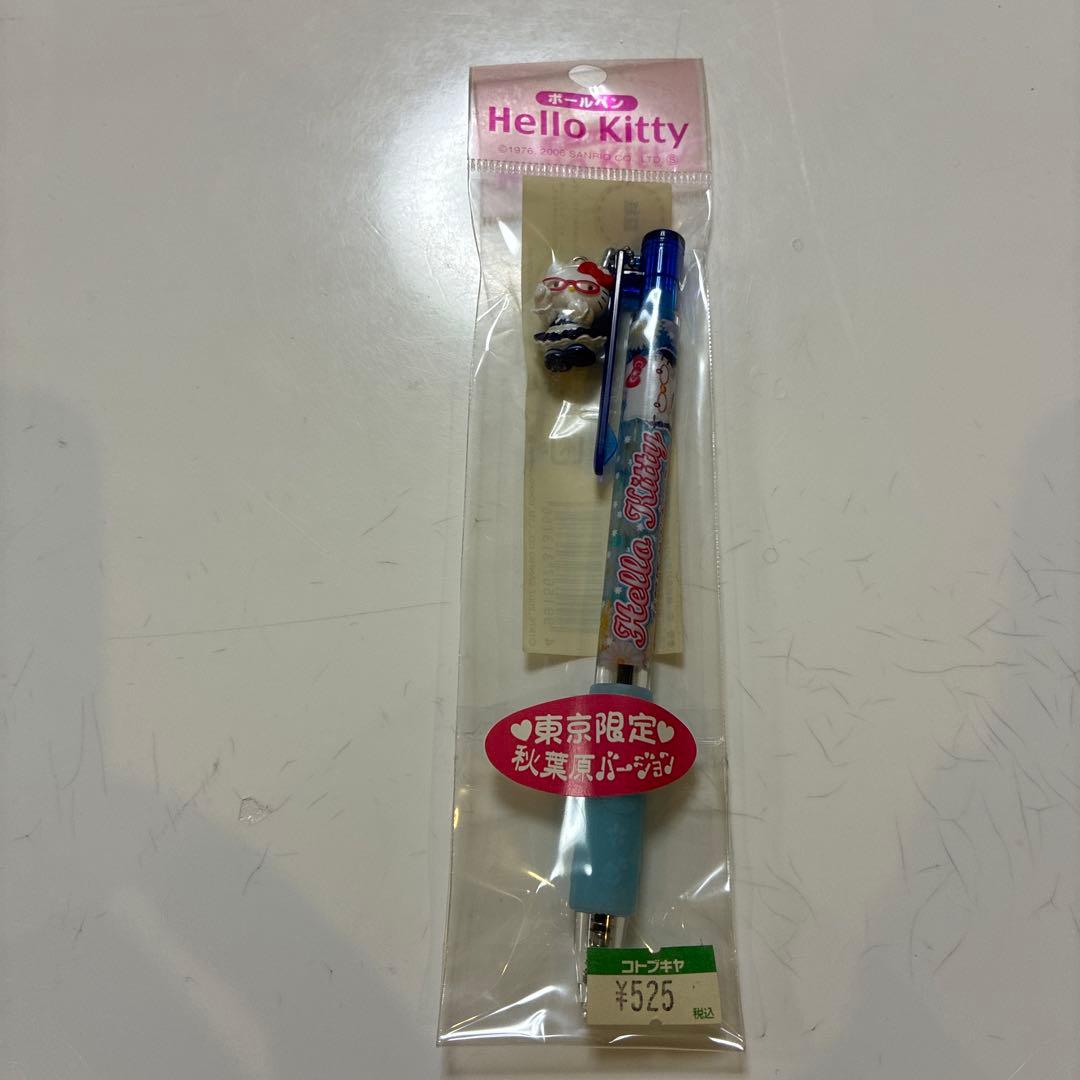 ボールペン
Hello Kitty
©1976, 2006 SANRIO CO., LTD. Ⓢ
Hello Kitty
♥東京限定♥
秋葉原バージョン
コトブキヤ
¥525
税込